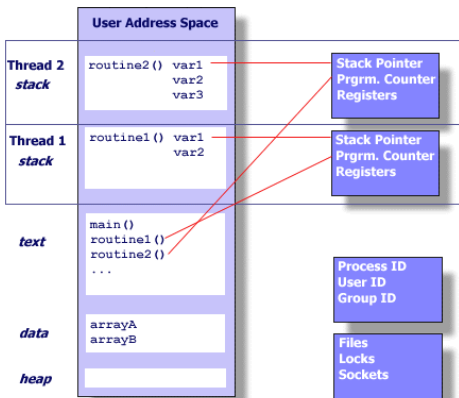 User Address Space
Thread 2
stack
routine2() var1
var2
var3
Stack Pointer
Prgrm. Counter
Registers
Thread 1
stack
routine1() var1
var2
Stack Pointer
Prgrm. Counter
Registers
text
main()
routine1()
routine2()
...
Process ID
User ID
Group ID
data
arrayA
arrayB
Files
Locks
Sockets
heap